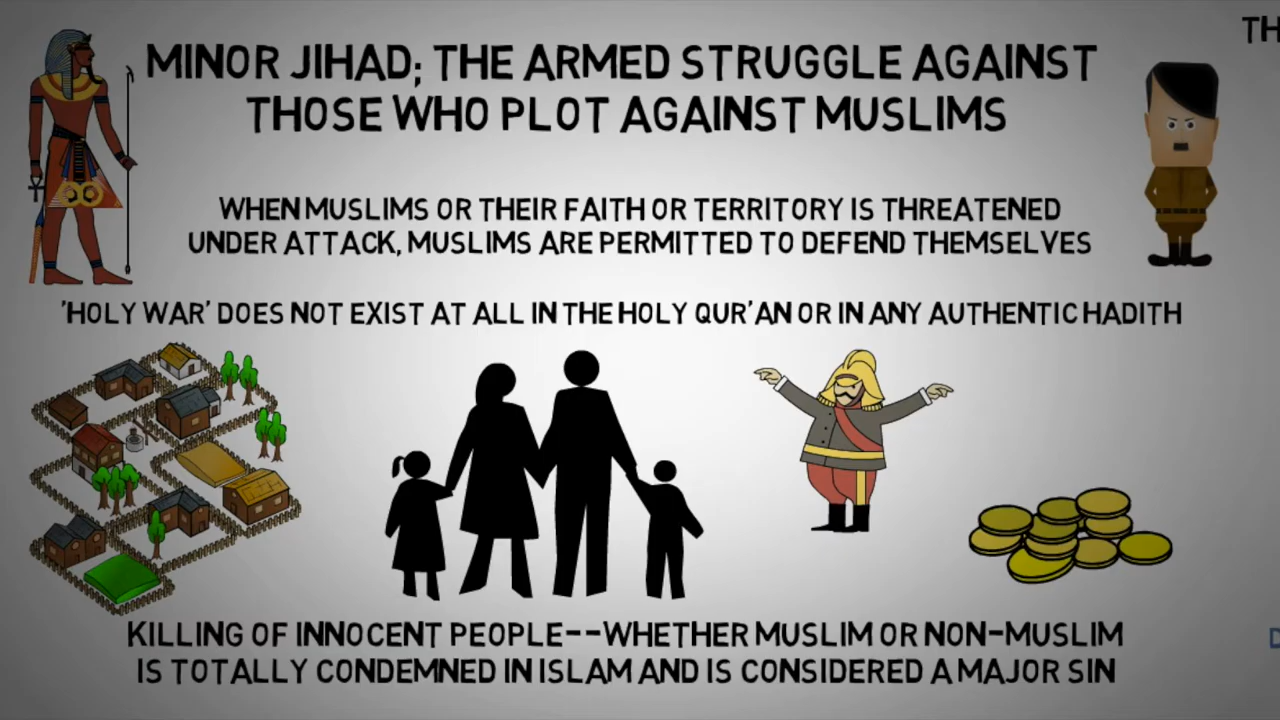 TH
MINOR JIHAD; THE ARMED STRUGGLE AGAINST
THOSE WHO PLOT AGAINST MUSLIMS
WHEN MUSLIMS OR THEIR FAITH OR TERRITORY IS THREATENED
UNDER ATTACK, MUSLIMS ARE PERMITTED TO DEFEND THEMSELVES
'HOLY WAR' DOES NOT EXIST AT ALL IN THE HOLY QUR'AN OR IN ANY AUTHENTIC HADITH
KILLING OF INNOCENT PEOPLE--WHETHER MUSLIM OR NON-MUSLIM
IS TOTALLY CONDEMNED IN ISLAM AND IS CONSIDERED A MAJOR SIN